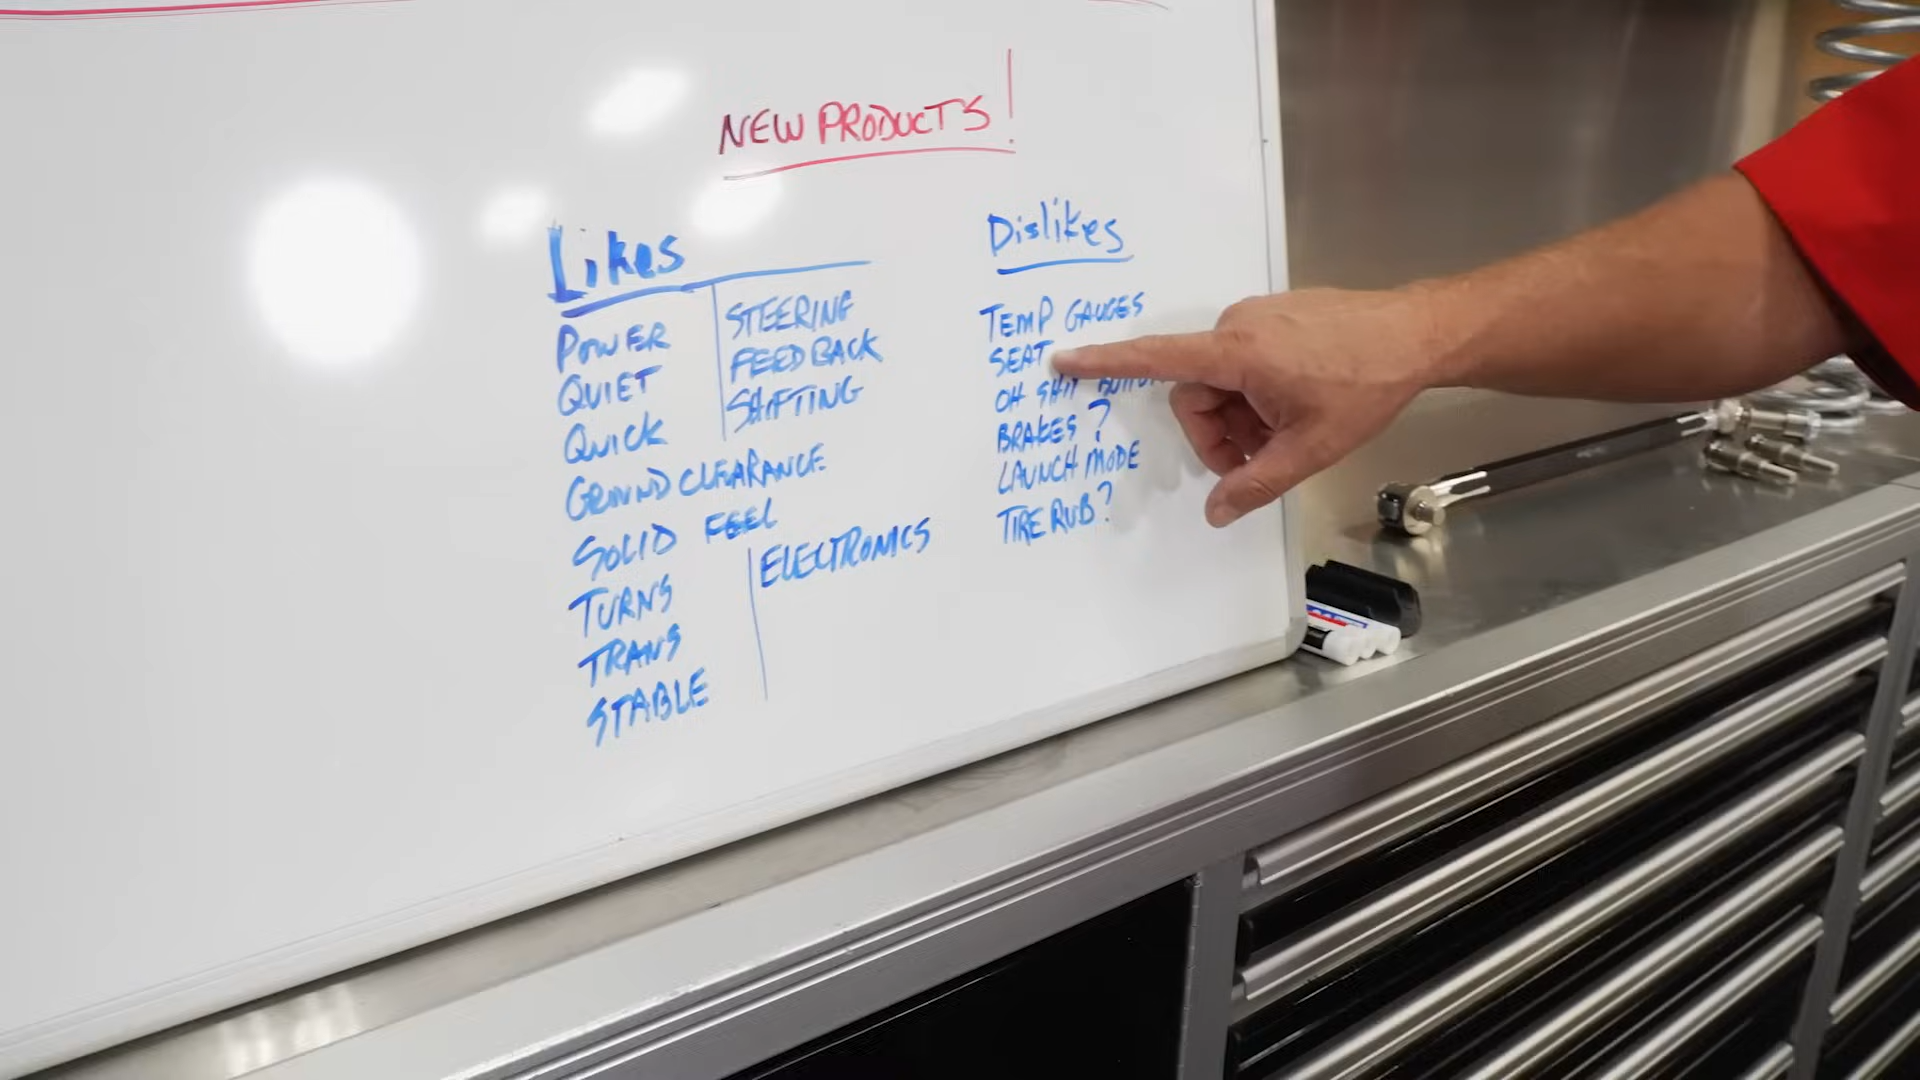 NEW PRODUCTS!
Likes
POWER
QUIET
QUICK
GROUND CLEARANCE
SOLID FEEL
TURNS
TRANS
STABLE
STEERING
FEEDBACK
SHIFTING
ELECTRONICS
Dislikes
TEMP GAUGES
SEAT
OH SHIT BUTTON
BRAKES?
LAUNCH MODE
TIRE RUB?